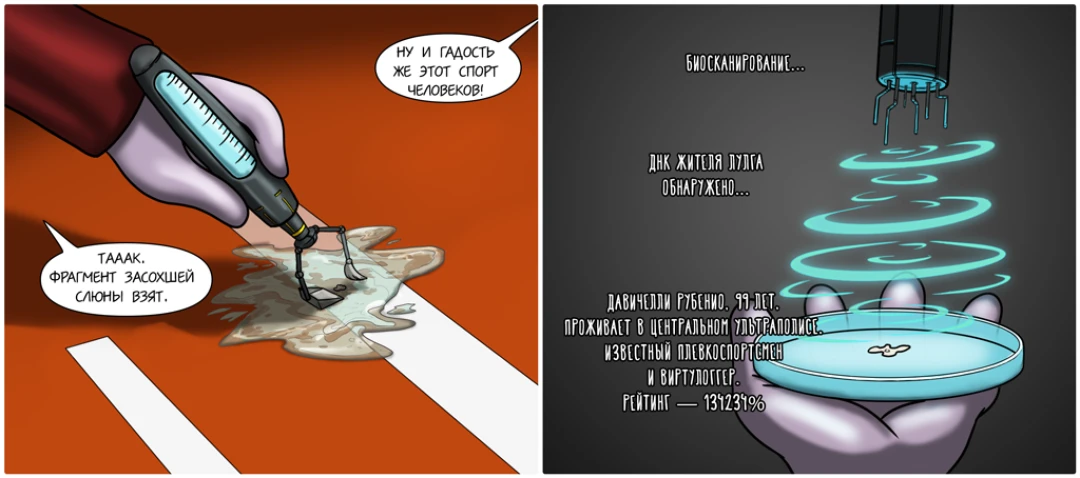 НУ И ГАДОСТЬ
ЖЕ ЭТОТ СПОРТ
ЧЕЛОВЕКОВ!
ТАААК.
ФРАГМЕНТ ЗАСОХШЕЙ
СЛЮНЫ ВЗЯТ.
БИОСКАНИРОВАНИЕ...
ДНК ЖИТЕЛЯ ЛУЛГА
ОБНАРУЖЕНО...
ДАВИЧЕЛЛИ РУБЕНИО, 99 ЛЕТ.
ПРОЖИВАЕТ В ЦЕНТРАЛЬНОМ УЛЬТРАПОЛИСЕ.
ИЗВЕСТНЫЙ ПЛЕВКОСПОРТСМЕН
И ВИРТУЛОГГЕР.
РЕЙТИНГ — 134234%